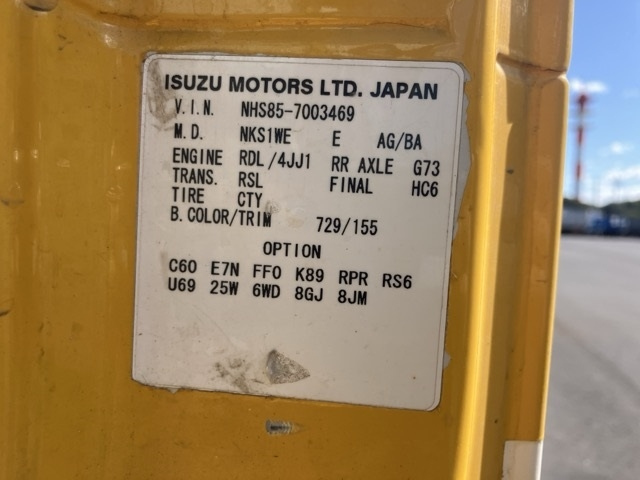 ISUZU MOTORS LTD. JAPAN
V.I.N. NHS85-7003469
M.D. NKS1WE E AG/BA
ENGINE RDL/4JJ1 RR AXLE G73
TRANS. RSL FINAL HC6
TIRE CTY
B.COLOR/TRIM 729/155
OPTION
C60 E7N FF0 K89 RPR RS6
U69 25W 6WD 8GJ 8JM